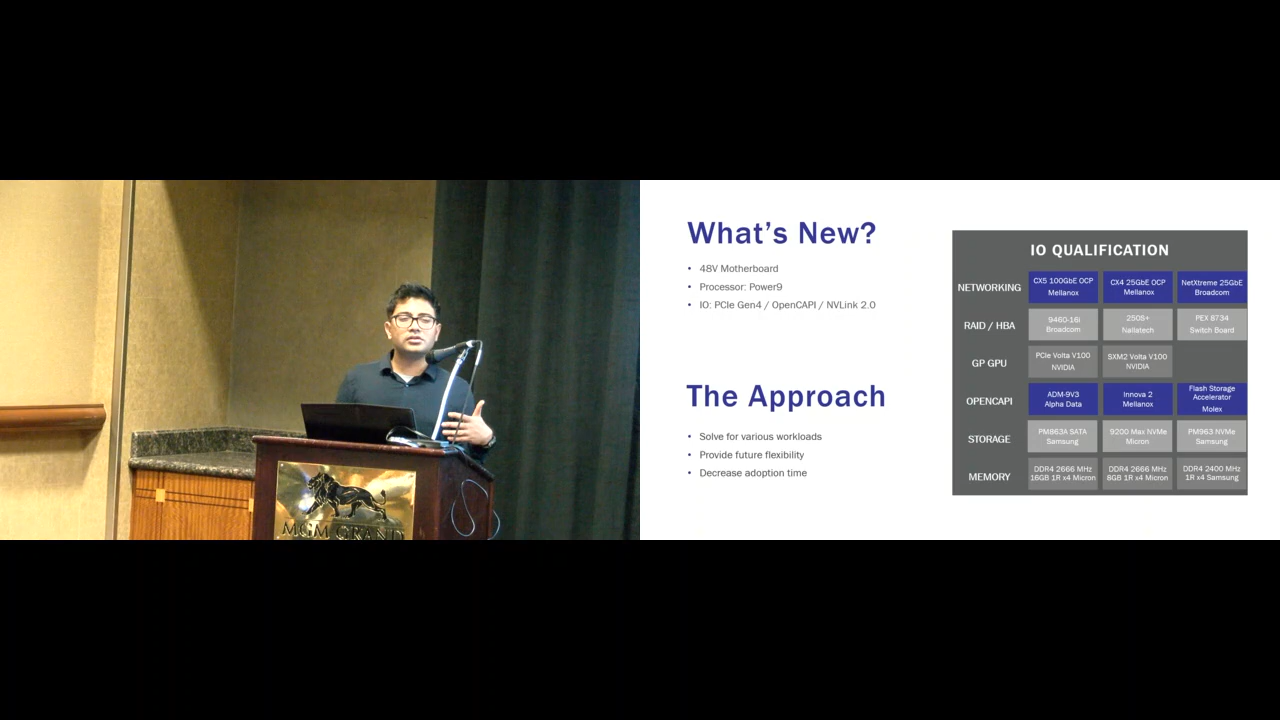 MGM GRAND
What's New?
• 48V Motherboard
• Processor: Power9
• IO: PCIe Gen4 / OpenCAPI / NVLink 2.0
The Approach
• Solve for various workloads
• Provide future flexibility
• Decrease adoption time
IO QUALIFICATION
NETWORKING
CX5 100GbE OCP
Mellanox
CX4 25GbE OCP
Mellanox
NetXtreme 25GbE
Broadcom
RAID / HBA
9460-16i
Broadcom
250S+
Nallatech
PEX 8734
Switch Board
GP GPU
PCIe Volta V100
NVIDIA
SXM2 Volta V100
NVIDIA
OPENCAPI
ADM-9V3
Alpha Data
Innova 2
Mellanox
Flash Storage
Accelerator
Molex
STORAGE
PM863A SATA
Samsung
9200 Max NVMe
Micron
PM963 NVMe
Samsung
MEMORY
DDR4 2666 MHz
16GB 1R x4 Micron
DDR4 2666 MHz
8GB 1R x4 Micron
DDR4 2400 MHz
1R x4 Samsung